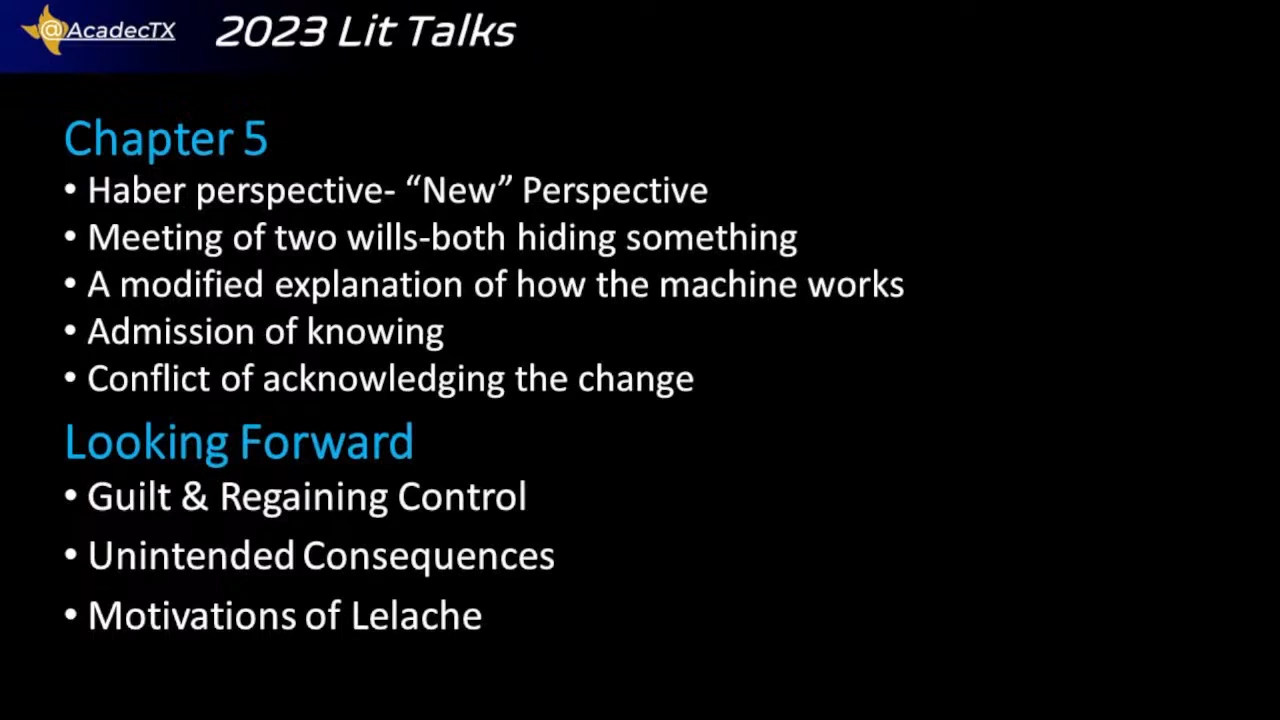 @AcadecTX 2023 Lit Talks
Chapter 5
• Haber perspective- “New” Perspective
• Meeting of two wills-both hiding something
• A modified explanation of how the machine works
• Admission of knowing
• Conflict of acknowledging the change
Looking Forward
• Guilt & Regaining Control
• Unintended Consequences
• Motivations of Lelache